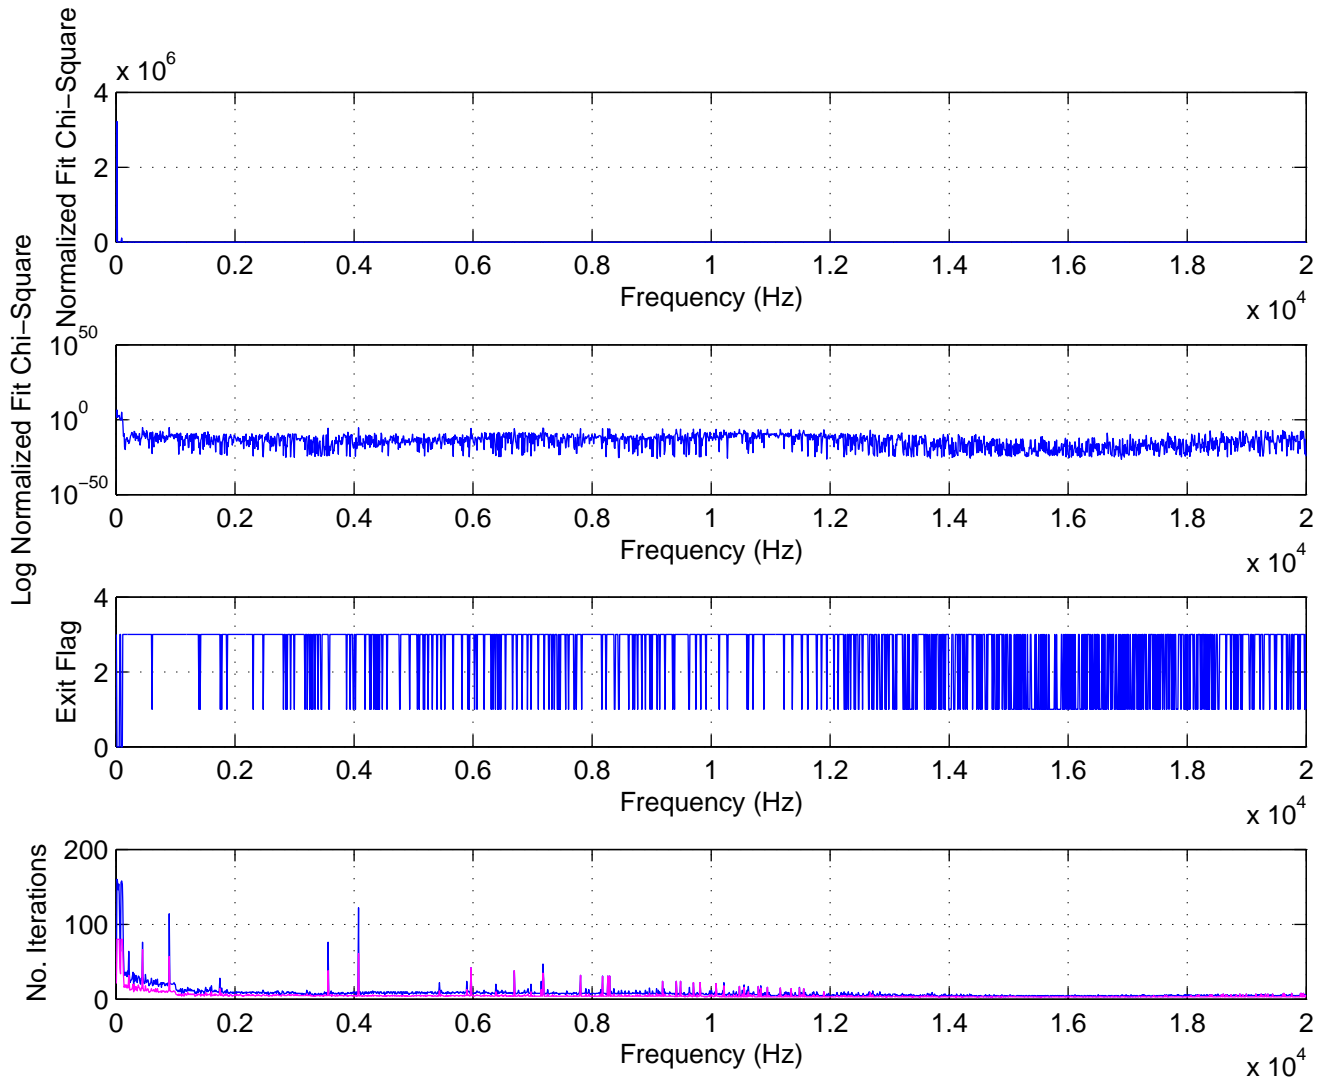 x 10^6
Normalized Fit Chi−Square
4
2
0
0 0.2 0.4 0.6 0.8 1 1.2 1.4 1.6 1.8 2
Frequency (Hz)
x 10^4
Log Normalized Fit Chi−Square
10^50
10^0
10^−50
0 0.2 0.4 0.6 0.8 1 1.2 1.4 1.6 1.8 2
Frequency (Hz)
x 10^4
Exit Flag
4
2
0
0 0.2 0.4 0.6 0.8 1 1.2 1.4 1.6 1.8 2
Frequency (Hz)
x 10^4
No. Iterations
200
100
0
0 0.2 0.4 0.6 0.8 1 1.2 1.4 1.6 1.8 2
Frequency (Hz)
x 10^4